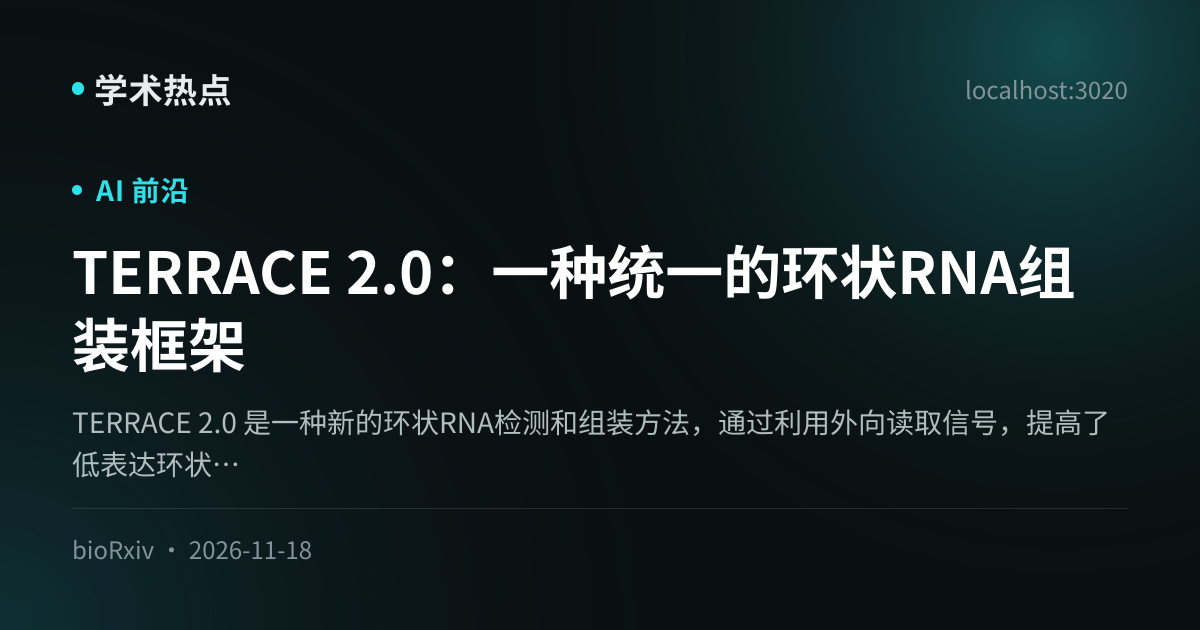 学术热点
localhost:3020
AI 前沿
TERRACE 2.0：一种统一的环状RNA组
装框架
TERRACE 2.0 是一种新的环状RNA检测和组装方法，通过利用外向读取信号，提高了
低表达环状…
bioRxiv · 2026-11-18